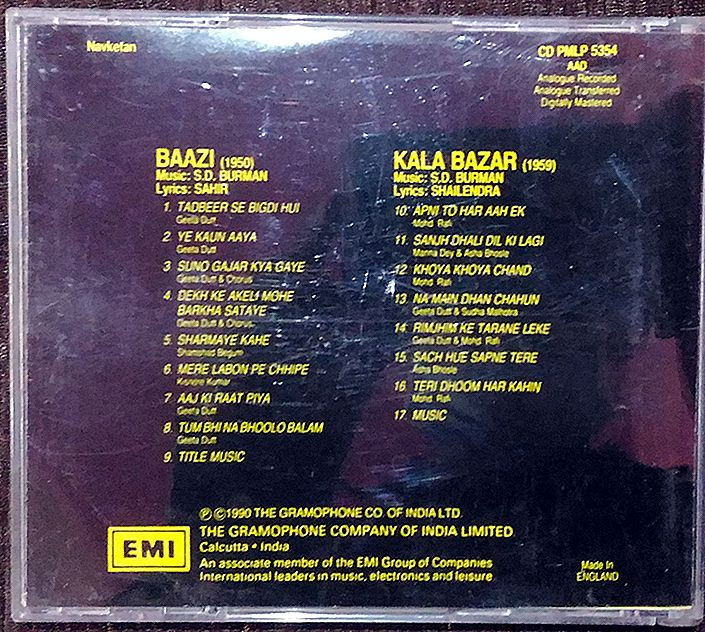 Navketan
CD PMLP 5354
AAD
Analogue Recorded
Analogue Transferred
Digitally Mastered
BAAZI (1950)
Music: S.D. BURMAN
Lyrics: SAHIR
1. TADBEER SE BIGDI HUI
Geeta Dutt
2 YE KAUN AAYA
Geeta Dutt
3 SUNO GAJAR KYA GAYE
Geeta Dutt & Chorus
4. DEKH KE AKELI MOHE
BARKHA SATAYE
Geeta Dutt & Chorus
5. SHARMAYE KAHE
Shamshad Begum
6. MERE LABON PE CHHIPE
Kishore Kumar
7 AAJ KI RAAT PIYA
Geeta Dutt
8 TUM BHI NA BHOOLO BALAM
Geeta Dutt
9. TITLE MUSIC
KALA BAZAR (1959)
Music: S.D. BURMAN
Lyrics: SHAILENDRA
10. APNI TO HAR AAH EK
Mohd. Rafi
11. SANJH DHALI DIL KI LAGI
Manna Dey & Asha Bhosle
12 KHOYA KHOYA CHAND
Mohd. Rafi
13 NA MAIN DHAN CHAHUN
Geeta Dutt & Sudha Malhotra
14 RIMJHIM KE TARANE LEKE
Geeta Dutt & Mohd. Rafi
15. SACH HUE SAPNE TERE
Asha Bhosle
16 TERI DHOOM HAR KAHIN
Mohd. Rafi
17. MUSIC
℗©1990 THE GRAMOPHONE CO. OF INDIA LTD.
EMI
THE GRAMOPHONE COMPANY OF INDIA LIMITED
Calcutta • India
An associate member of the EMI Group of Companies
International leaders in music, electronics and leisure
Made In
ENGLAND